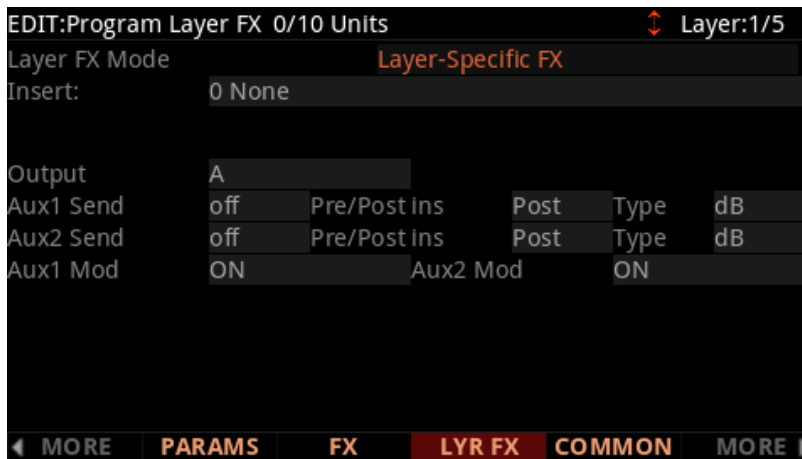 EDIT:Program Layer FX 0/10 Units Layer:1/5
Layer FX Mode Layer-Specific FX
Insert: 0 None
Output A
Aux1 Send off Pre/Post ins Post Type dB
Aux2 Send off Pre/Post ins Post Type dB
Aux1 Mod ON Aux2 Mod ON
MORE PARAMS FX LYR FX COMMON MORE